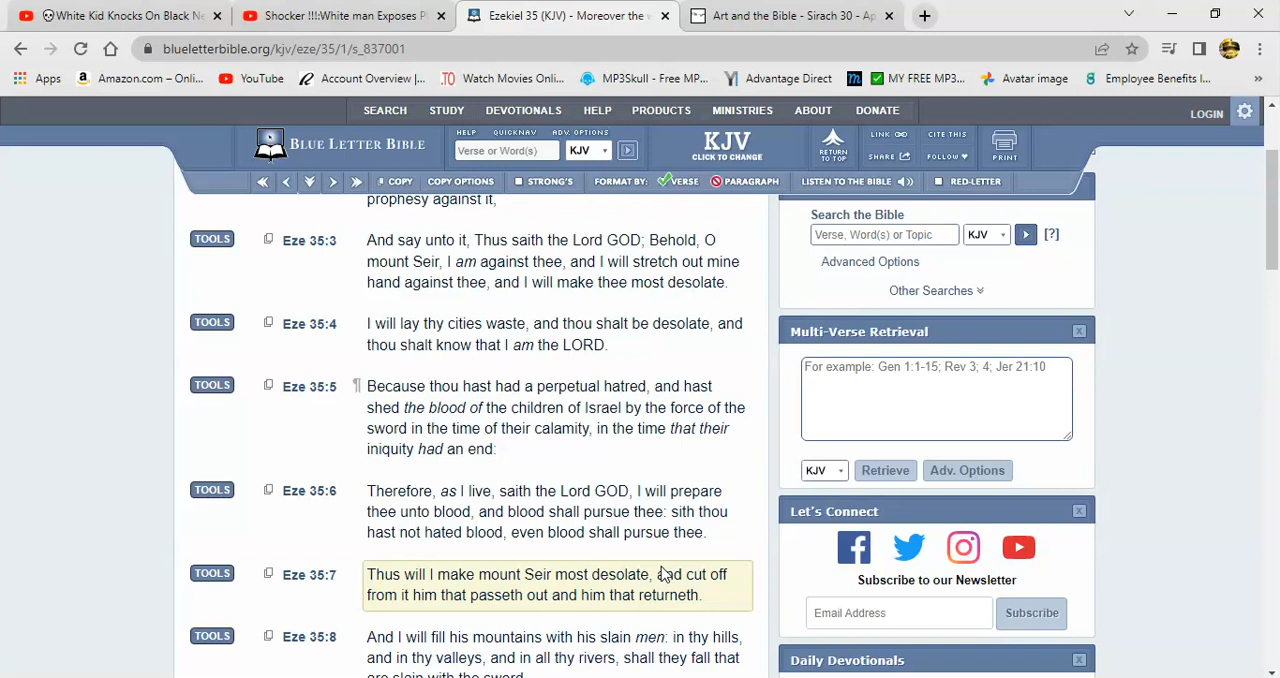 White Kid Knocks On Black Ne
Shocker !!!:White man Exposes P
Ezekiel 35 (KJV) - Moreover the w
Art and the Bible - Sirach 30 - Ap
blueletterbible.org/kjv/eze/35/1/s_837001
Apps
Amazon.com – Onli...
YouTube
Account Overview |...
Watch Movies Onl...
MP3Skull - Free MP...
Advantage Direct
MY FREE MP3...
Avatar image
Employee Benefits I...
»
SEARCH STUDY DEVOTIONALS HELP PRODUCTS MINISTRIES ABOUT DONATE
LOGIN
BLUE LETTER BIBLE
HELP QUICKNAV ADV. OPTIONS
Verse or Word(s) KJV
KJV
CLICK TO CHANGE
RETURN
TO TOP
LINK
CITE THIS
SHARE
FOLLOW
PRINT
COPY COPY OPTIONS STRONG'S FORMAT BY: VERSE PARAGRAPH LISTEN TO THE BIBLE RED-LETTER
prophesy against it,
TOOLS Eze 35:3 And say unto it, Thus saith the Lord GOD; Behold, O
mount Seir, I am against thee, and I will stretch out mine
hand against thee, and I will make thee most desolate.
TOOLS Eze 35:4 I will lay thy cities waste, and thou shalt be desolate, and
thou shalt know that I am the LORD.
TOOLS Eze 35:5 ¶ Because thou hast had a perpetual hatred, and hast
shed the blood of the children of Israel by the force of the
sword in the time of their calamity, in the time that their
iniquity had an end:
TOOLS Eze 35:6 Therefore, as I live, saith the Lord GOD, I will prepare
thee unto blood, and blood shall pursue thee: sith thou
hast not hated blood, even blood shall pursue thee.
TOOLS Eze 35:7 Thus will I make mount Seir most desolate, and cut off
from it him that passeth out and him that returneth.
TOOLS Eze 35:8 And I will fill his mountains with his slain men: in thy hills,
and in thy valleys, and in all thy rivers, shall they fall that
are slain with the sword.
Search the Bible
Verse, Word(s) or Topic KJV [?]
Advanced Options
Other Searches
Multi-Verse Retrieval
For example: Gen 1:1-15; Rev 3; 4; Jer 21:10
KJV Retrieve Adv. Options
Let's Connect
Subscribe to our Newsletter
Email Address Subscribe
Daily Devotionals